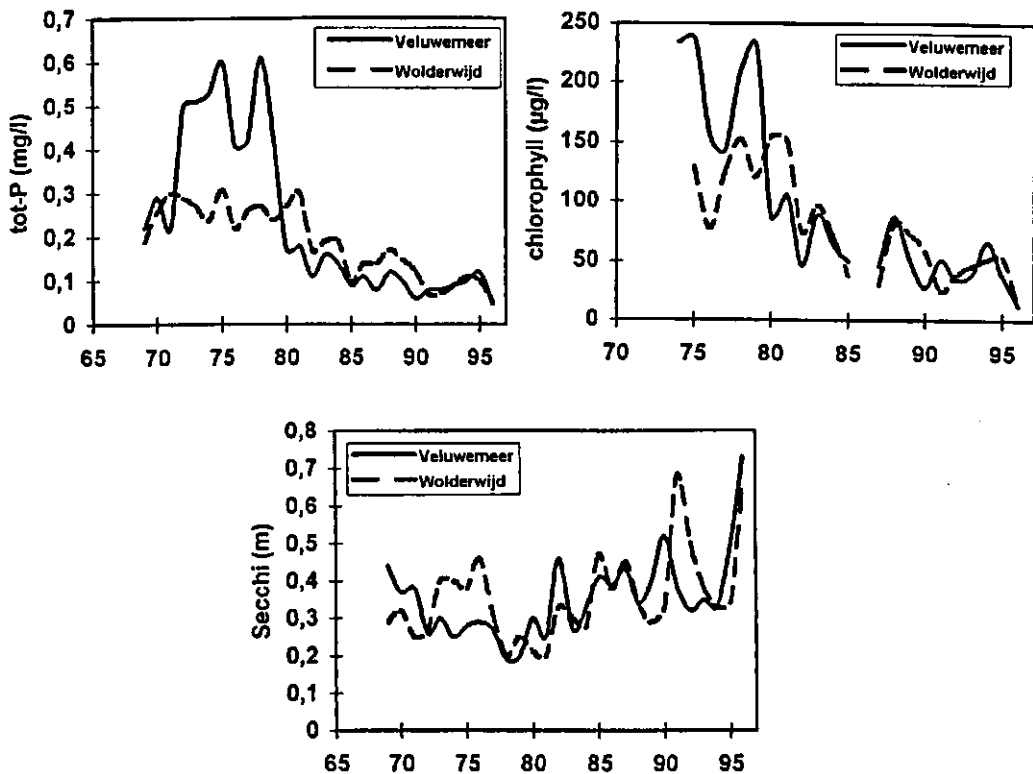 tot-P (mg/l)
0,7
0,6
0,5
0,4
0,3
0,2
0,1
0
65 70 75 80 85 90 95
Veluwemeer
Wolderwijd
chlorophyll (µg/l)
250
200
150
100
50
0
70 75 80 85 90 95
Veluwemeer
Wolderwijd
Secchi (m)
0,8
0,7
0,6
0,5
0,4
0,3
0,2
0,1
0
65 70 75 80 85 90 95
Veluwemeer
Wolderwijd